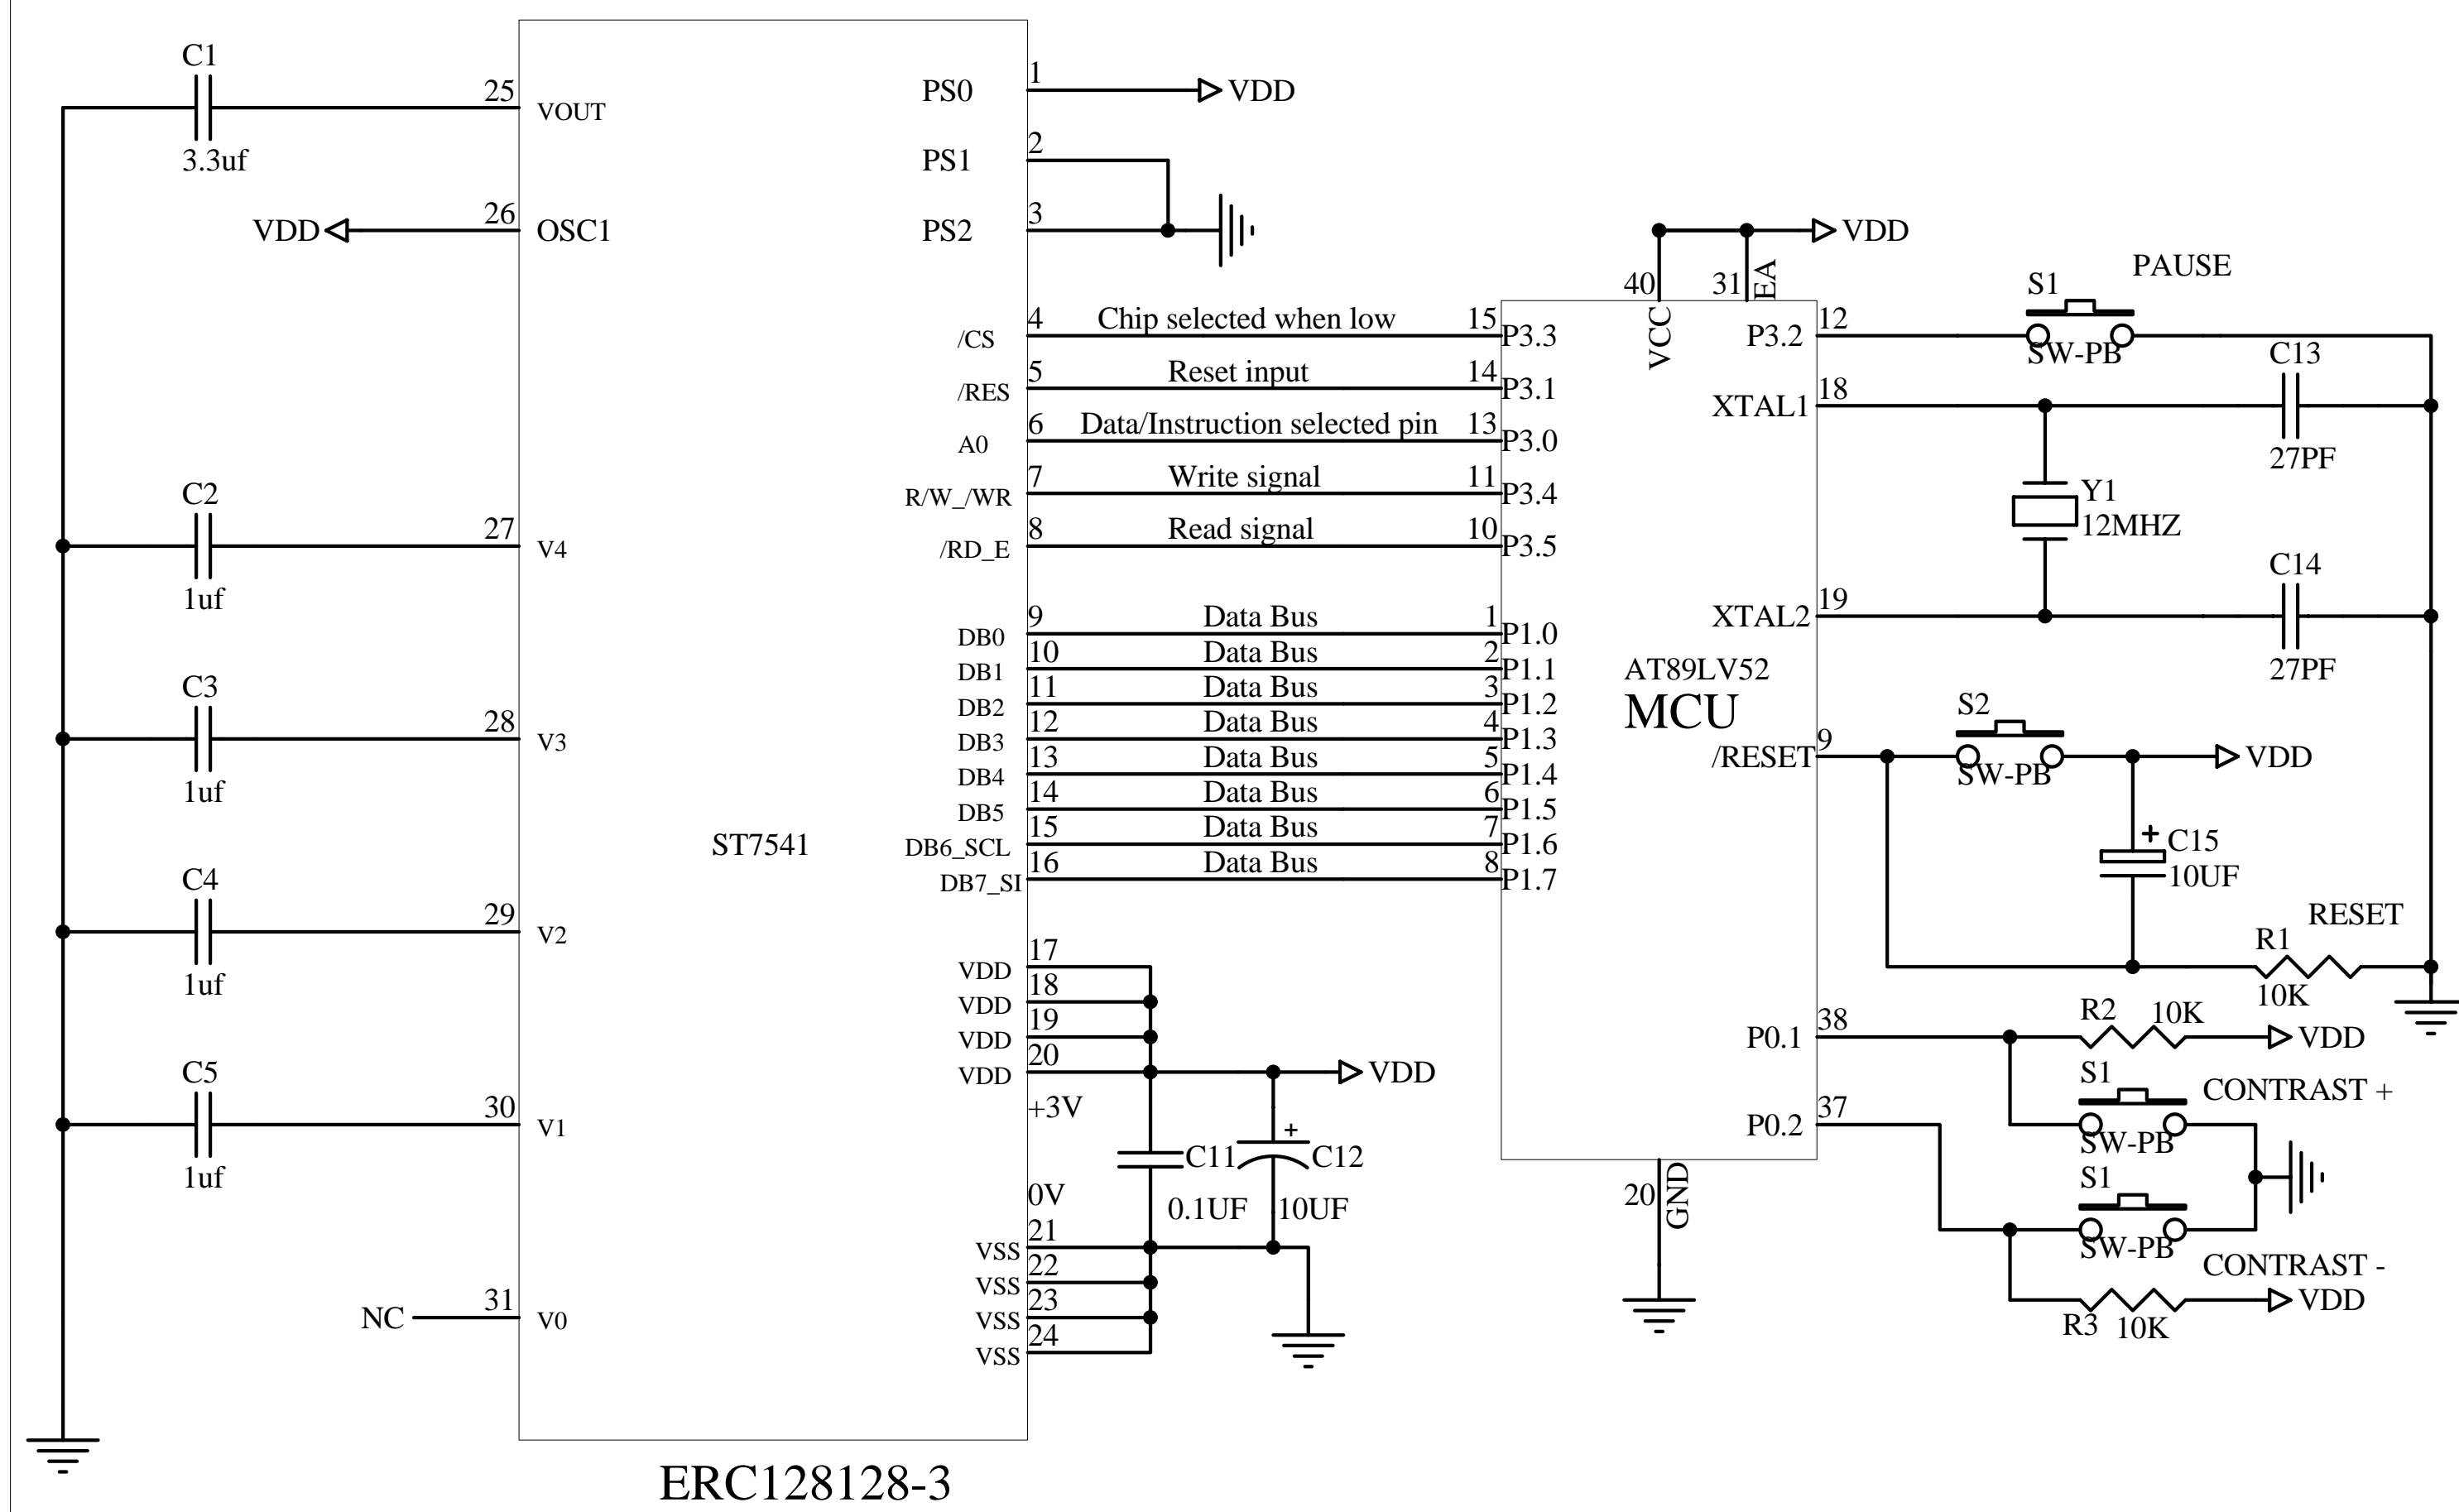 C1
3.3uf
25
VOUT
VDD
26
OSC1
C2
1uf
27
V4
C3
1uf
28
V3
C4
1uf
29
V2
C5
1uf
30
V1
NC
31
V0
ST7541
ERC128128-3
PS0
1
VDD
PS1
2
PS2
3
/CS
4
Chip selected when low
15
P3.3
/RES
5
Reset input
14
P3.1
A0
6
Data/Instruction selected pin
13
P3.0
R/W_/WR
7
Write signal
11
P3.4
/RD_E
8
Read signal
10
P3.5
DB0
9
Data Bus
1
P1.0
DB1
10
Data Bus
2
P1.1
DB2
11
Data Bus
3
P1.2
DB3
12
Data Bus
4
P1.3
DB4
13
Data Bus
5
P1.4
DB5
14
Data Bus
6
P1.5
DB6_SCL
15
Data Bus
7
P1.6
DB7_SI
16
Data Bus
8
P1.7
VDD
17
VDD
18
VDD
19
VDD
20
VDD
+3V
C11
0.1UF
+
C12
10UF
0V
VSS
21
VSS
22
VSS
23
VSS
24
40
VCC
31
EA
VDD
AT89LV52
MCU
20
GND
P3.2
12
S1
SW-PB
PAUSE
XTAL1
18
C13
27PF
Y1
12MHZ
XTAL2
19
C14
27PF
/RESET
9
S2
SW-PB
VDD
+
C15
10UF
RESET
R1
10K
P0.1
38
R2
10K
VDD
S1
SW-PB
CONTRAST +
P0.2
37
S1
SW-PB
CONTRAST -
R3
10K
VDD